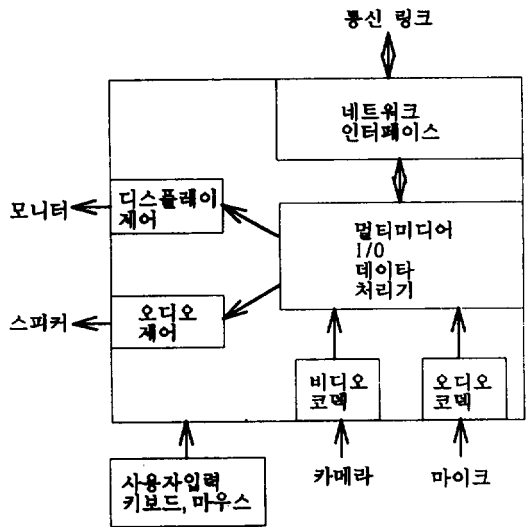 통신 링크
네트워크
인터페이스
모니터
디스플레이
제어
멀티미디어
I/O
데이타
처리기
스피커
오디오
제어
비디오
코덱
오디오
코덱
사용자입력
키보드, 마우스
카메라
마이크